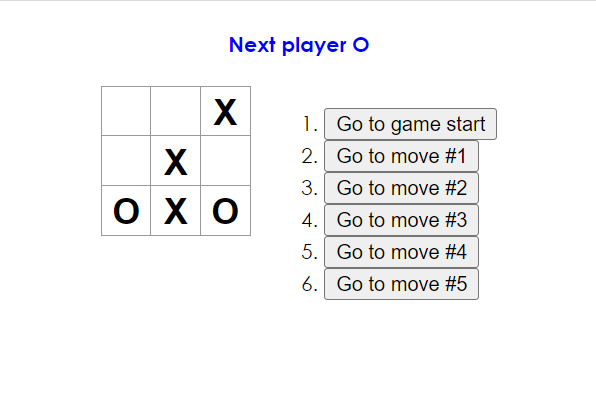 Next player O
X
X
O X O
1. Go to game start
2. Go to move #1
3. Go to move #2
4. Go to move #3
5. Go to move #4
6. Go to move #5